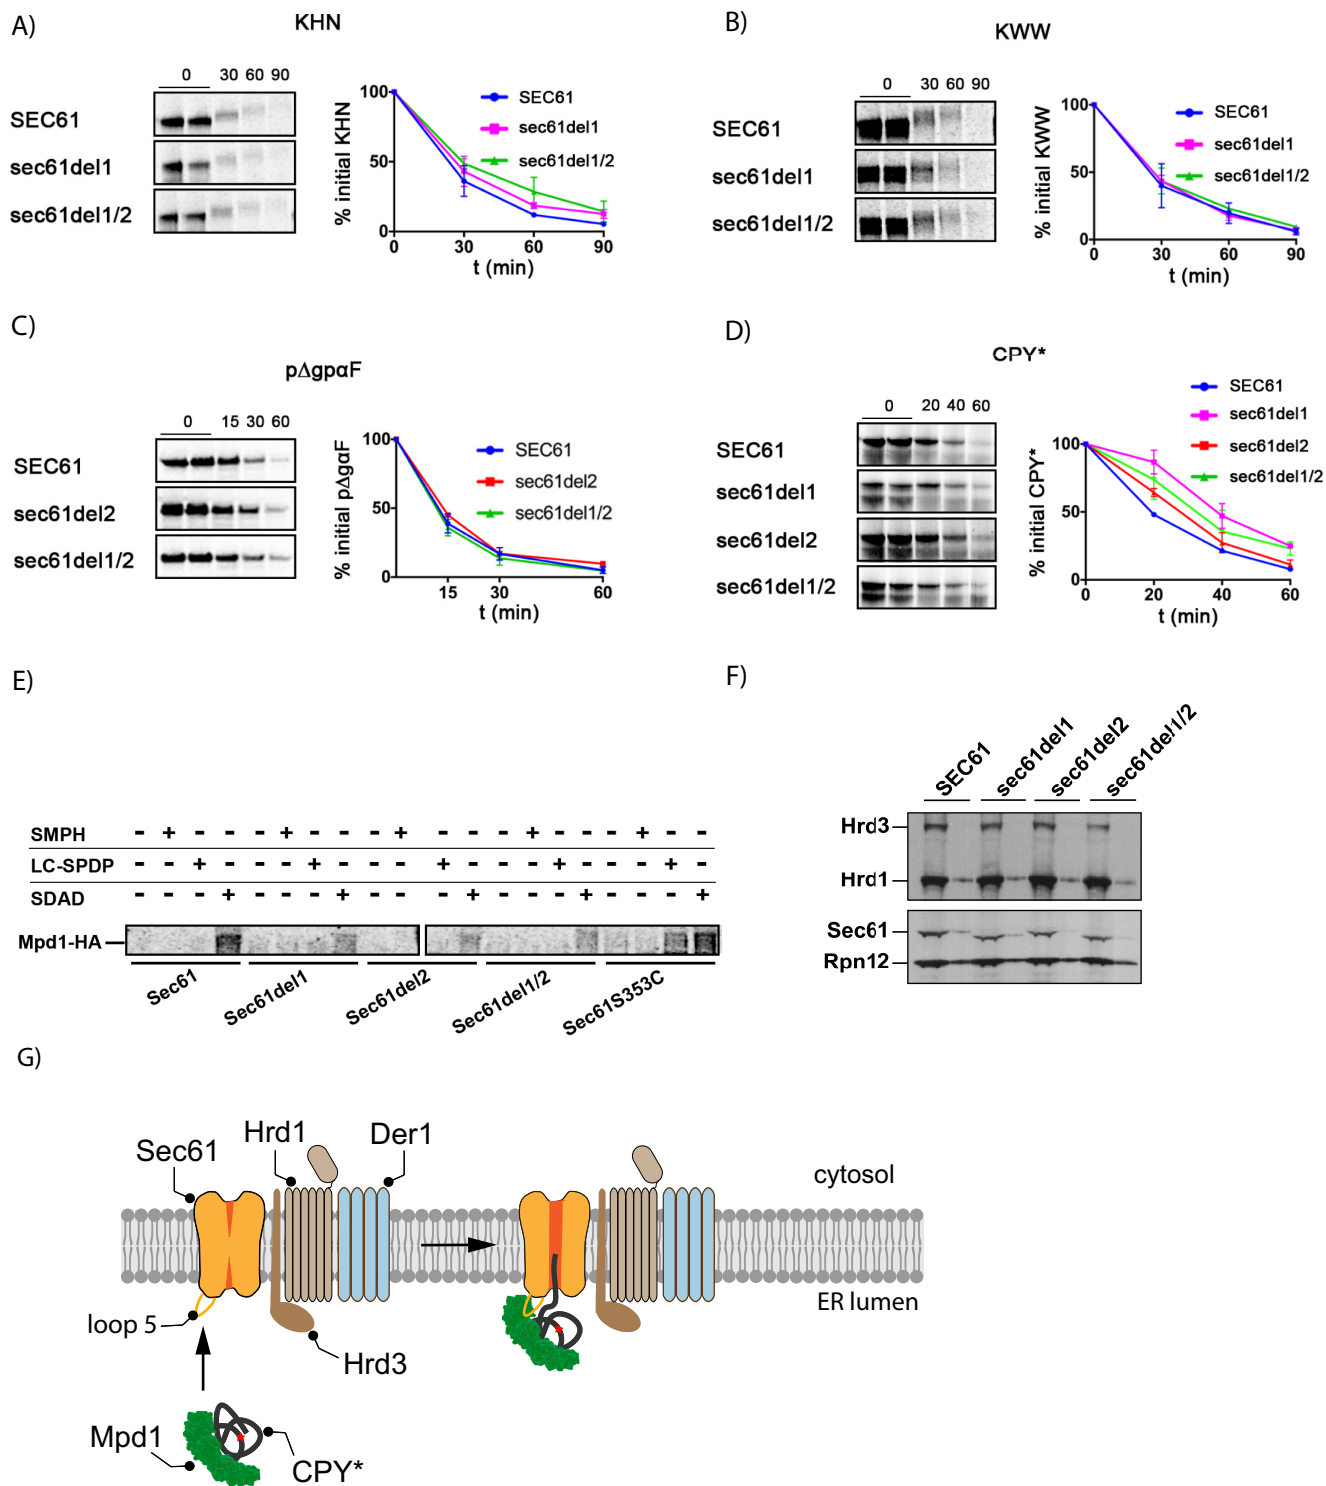 A)
KHN
0 30 60 90
SEC61
sec61del1
sec61del1/2
% initial KHN
100
50
0
0 30 60 90
t (min)
SEC61
sec61del1
sec61del1/2
B)
KWW
0 30 60 90
SEC61
sec61del1
sec61del1/2
% initial KWW
100
50
0
0 30 60 90
t (min)
SEC61
sec61del1
sec61del1/2
C)
p∆gpαF
0 15 30 60
SEC61
sec61del2
sec61del1/2
% initial p∆gαF
100
50
0
15 30 60
t (min)
SEC61
sec61del2
sec61del1/2
D)
CPY*
0 20 40 60
SEC61
sec61del1
sec61del2
sec61del1/2
% initial CPY*
100
50
0
0 20 40 60
t (min)
SEC61
sec61del1
sec61del2
sec61del1/2
E)
SMPH - + - - - + - - - + - - - + - - - + - -
LC-SPDP - - + - - - + - - - + - - - + - - - + -
SDAD - - - + - - - + - - - + - - - + - - - +
Mpd1-HA
Sec61
Sec61del1
Sec61del2
Sec61del1/2
Sec61S353C
F)
SEC61
sec61del1
sec61del2
sec61del1/2
Hrd3
Hrd1
Sec61
Rpn12
G)
Sec61
Hrd1
Der1
cytosol
ER lumen
loop 5
Hrd3
Mpd1
CPY*